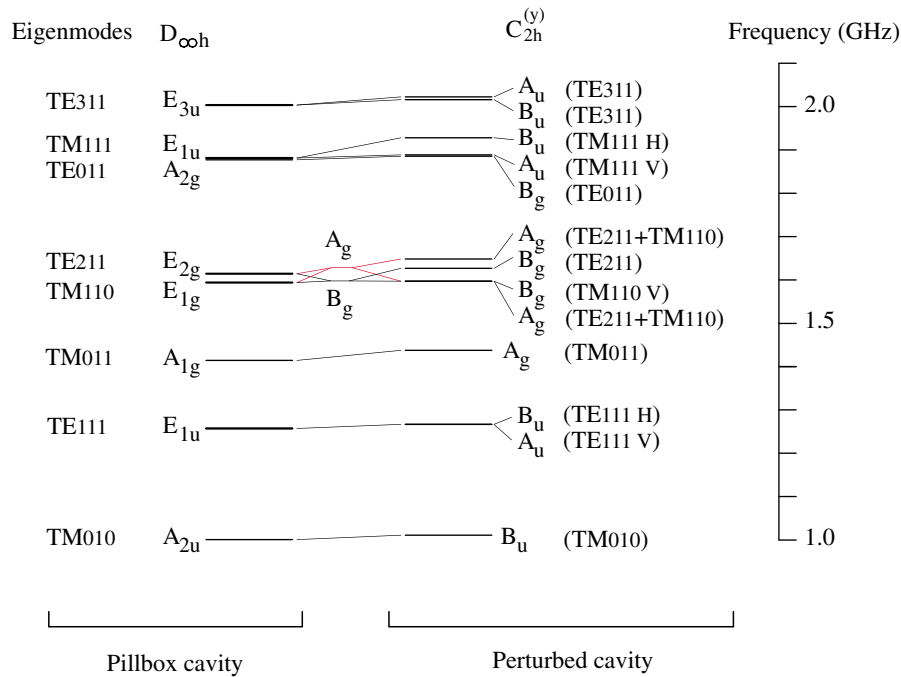 Eigenmodes D∞h C2h(y) Frequency (GHz)
TE311 E3u Au (TE311) 2.0
Bu (TE311)
TM111 E1u Bu (TM111 H)
TE011 A2g Au (TM111 V)
Bg (TE011)
Ag Ag (TE211+TM110)
TE211 E2g Bg (TE211)
TM110 E1g Bg Bg (TM110 V)
Ag (TE211+TM110) 1.5
TM011 A1g Ag (TM011)
TE111 E1u Bu (TE111 H)
Au (TE111 V)
TM010 A2u Bu (TM010) 1.0
Pillbox cavity Perturbed cavity